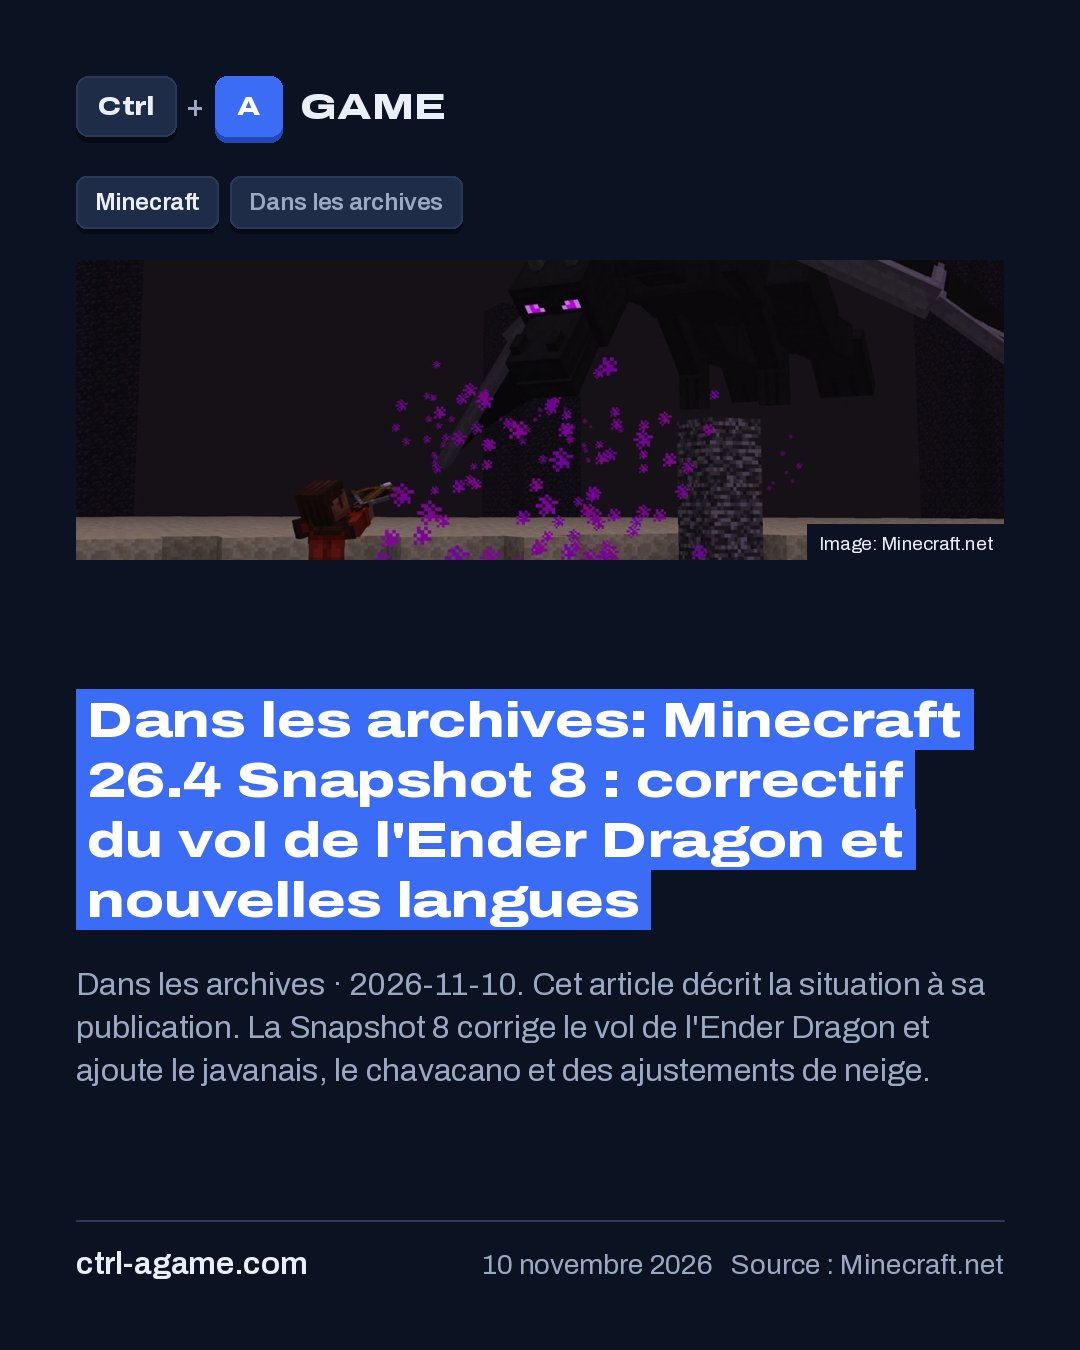 Ctrl + A GAME
Minecraft Dans les archives
Image: Minecraft.net
Dans les archives: Minecraft
26.4 Snapshot 8 : correctif
du vol de l'Ender Dragon et
nouvelles langues
Dans les archives · 2026-11-10. Cet article décrit la situation à sa
publication. La Snapshot 8 corrige le vol de l'Ender Dragon et
ajoute le javanais, le chavacano et des ajustements de neige.
ctrl-agame.com 10 novembre 2026 Source : Minecraft.net